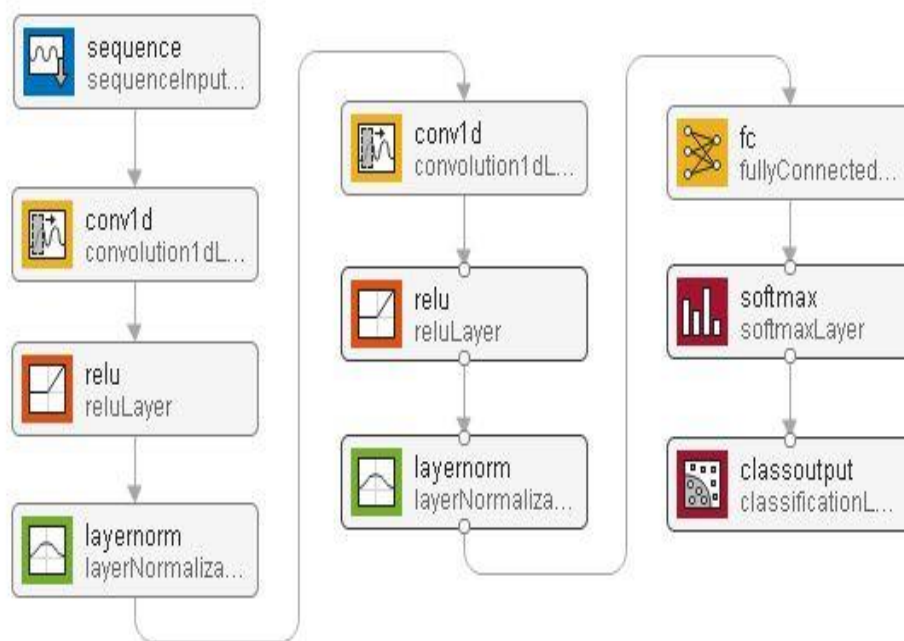 sequence
sequenceInput...
conv1d
convolution1dL...
relu
reluLayer
layernorm
layerNormaliza...
conv1d
convolution1dL...
relu
reluLayer
layernorm
layerNormaliza...
fc
fullyConnected...
softmax
softmaxLayer
classoutput
classificationL...